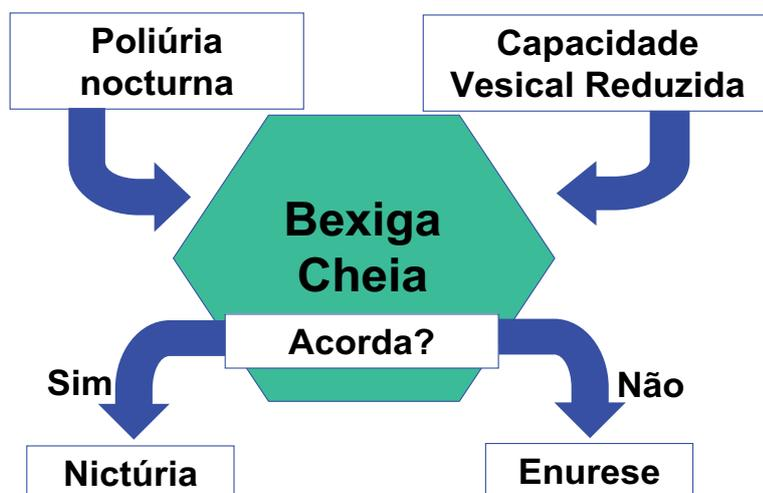 Poliúria
nocturna
Capacidade
Vesical Reduzida
Bexiga
Cheia
Acorda?
Sim
Não
Nictúria
Enurese